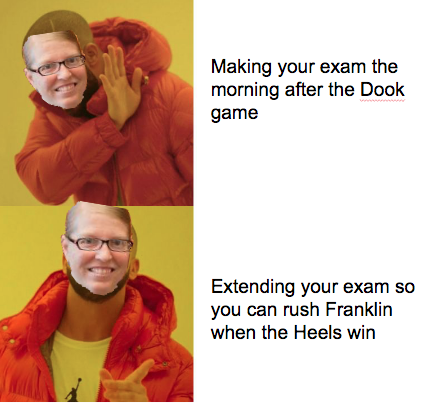 Making your exam the
morning after the Dook
game
Extending your exam so
you can rush Franklin
when the Heels win